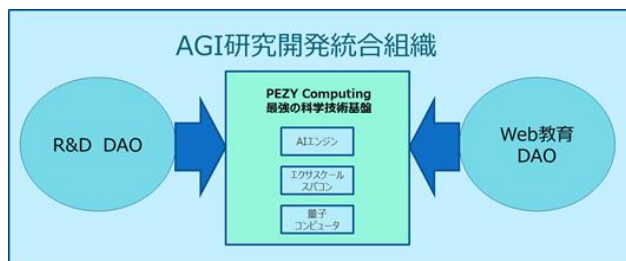 AGI研究開発統合組織
R&D DAO
PEZY Computing
最強の科学技術基盤
AIエンジン
エクサスケール
スパコン
量子
コンピュータ
Web教育
DAO